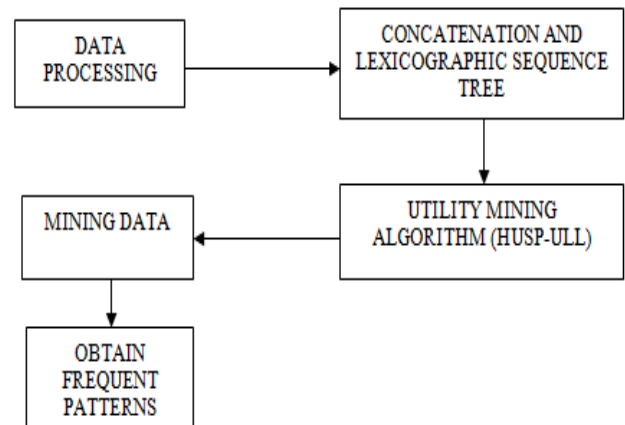 DATA
PROCESSING
CONCATENATION AND
LEXICOGRAPHIC SEQUENCE
TREE
UTILITY MINING
ALGORITHM (HUSP-ULL)
MINING DATA
OBTAIN
FREQUENT
PATTERNS